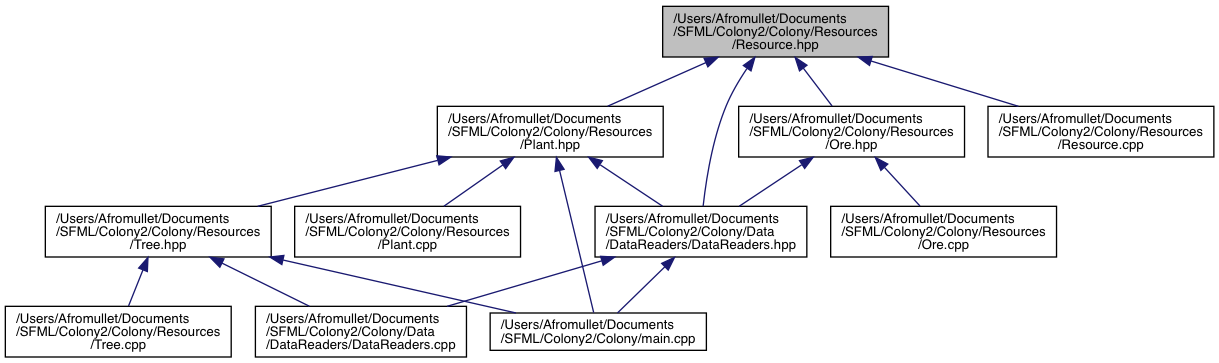 /Users/Afromullet/Documents
/SFML/Colony2/Colony/Resources
/Resource.hpp
/Users/Afromullet/Documents
/SFML/Colony2/Colony/Resources
/Plant.hpp
/Users/Afromullet/Documents
/SFML/Colony2/Colony/Resources
/Ore.hpp
/Users/Afromullet/Documents
/SFML/Colony2/Colony/Resources
/Resource.cpp
/Users/Afromullet/Documents
/SFML/Colony2/Colony/Resources
/Tree.hpp
/Users/Afromullet/Documents
/SFML/Colony2/Colony/Resources
/Plant.cpp
/Users/Afromullet/Documents
/SFML/Colony2/Colony/Data
/DataReaders/DataReaders.hpp
/Users/Afromullet/Documents
/SFML/Colony2/Colony/Resources
/Ore.cpp
/Users/Afromullet/Documents
/SFML/Colony2/Colony/Resources
/Tree.cpp
/Users/Afromullet/Documents
/SFML/Colony2/Colony/Data
/DataReaders/DataReaders.cpp
/Users/Afromullet/Documents
/SFML/Colony2/Colony/main.cpp